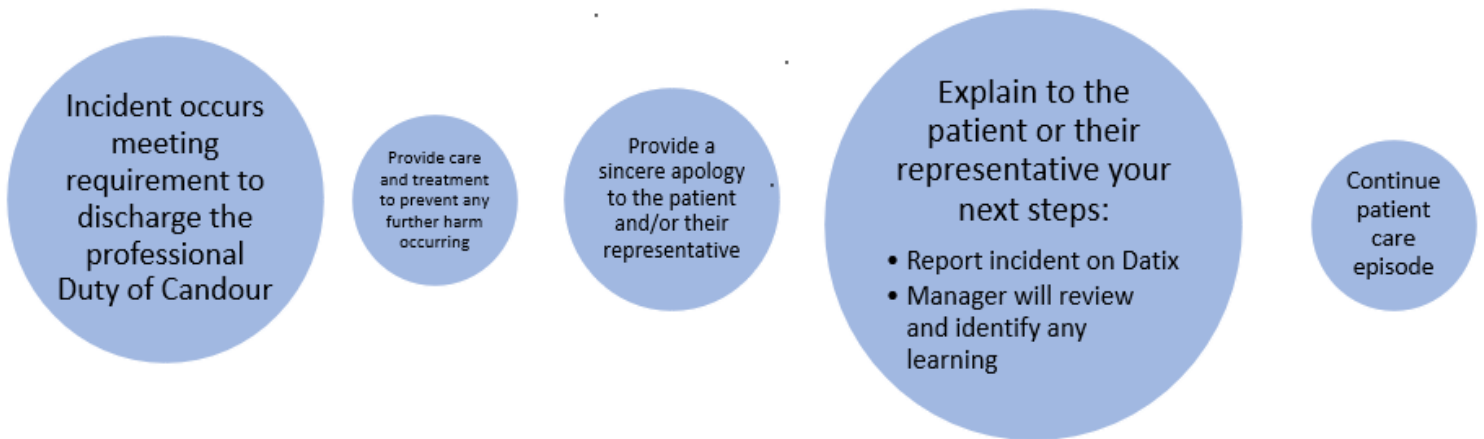 Incident occurs
meeting
requirement to
discharge the
professional
Duty of Candour
Provide care
and treatment
to prevent any
further harm
occurring
Provide a
sincere apology
to the patient
and/or their
representative
Explain to the
patient or their
representative your
next steps:
• Report incident on Datix
• Manager will review
and identify any
learning
Continue
patient
care
episode